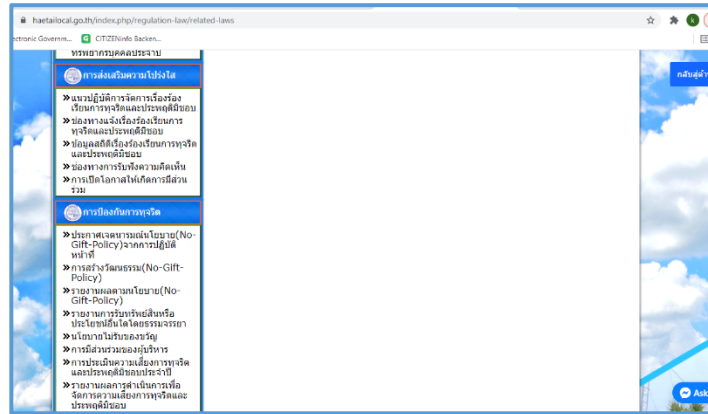 haetailocal.go.th/index.php/regulation-law/related-laws
ctronic Governm...
CITIZENinfo Backen...
ทรัพยากรบุคคลประจำปี
การส่งเสริมความโปร่งใส
กลับสู่ด้าน
»แนวปฏิบัติการจัดการเรื่องร้อง
เรียนการทุจริตและประพฤติมิชอบ
»ช่องทางแจ้งเรื่องร้องเรียนการ
ทุจริตและประพฤติมิชอบ
»ข้อมูลสถิติเรื่องร้องเรียนการทุจริต
และประพฤติมิชอบ
»ช่องทางการรับฟังความคิดเห็น
»การเปิดโอกาสให้เกิดการมีส่วน
ร่วม
การป้องกันการทุจริต
»ประกาศเจตนารมณ์นโยบาย(No-
Gift-Policy)จากการปฏิบัติ
หน้าที่
»การสร้างวัฒนธรรม(No-Gift-
Policy)
»รายงานผลตามนโยบาย(No-
Gift-Policy)
»รายงานการรับทรัพย์สินหรือ
ประโยชน์อื่นใดโดยธรรมจรรยา
»นโยบายไม่รับของขวัญ
»การมีส่วนร่วมของผู้บริหาร
»การประเมินความเสี่ยงการทุจริต
และประพฤติมิชอบประจำปี
»รายงานผลการดำเนินการเพื่อ
จัดการความเสี่ยงการทุจริตและ
ประพฤติมิชอบ
Ask